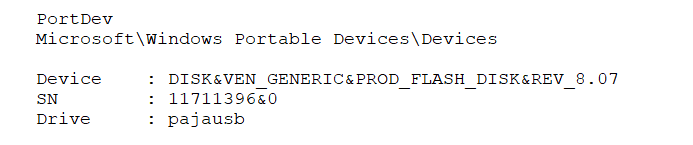 PortDev
Microsoft\Windows Portable Devices\Devices
Device : DISK&VEN_GENERIC&PROD_FLASH_DISK&REV_8.07
SN : 11711396&0
Drive : pajausb